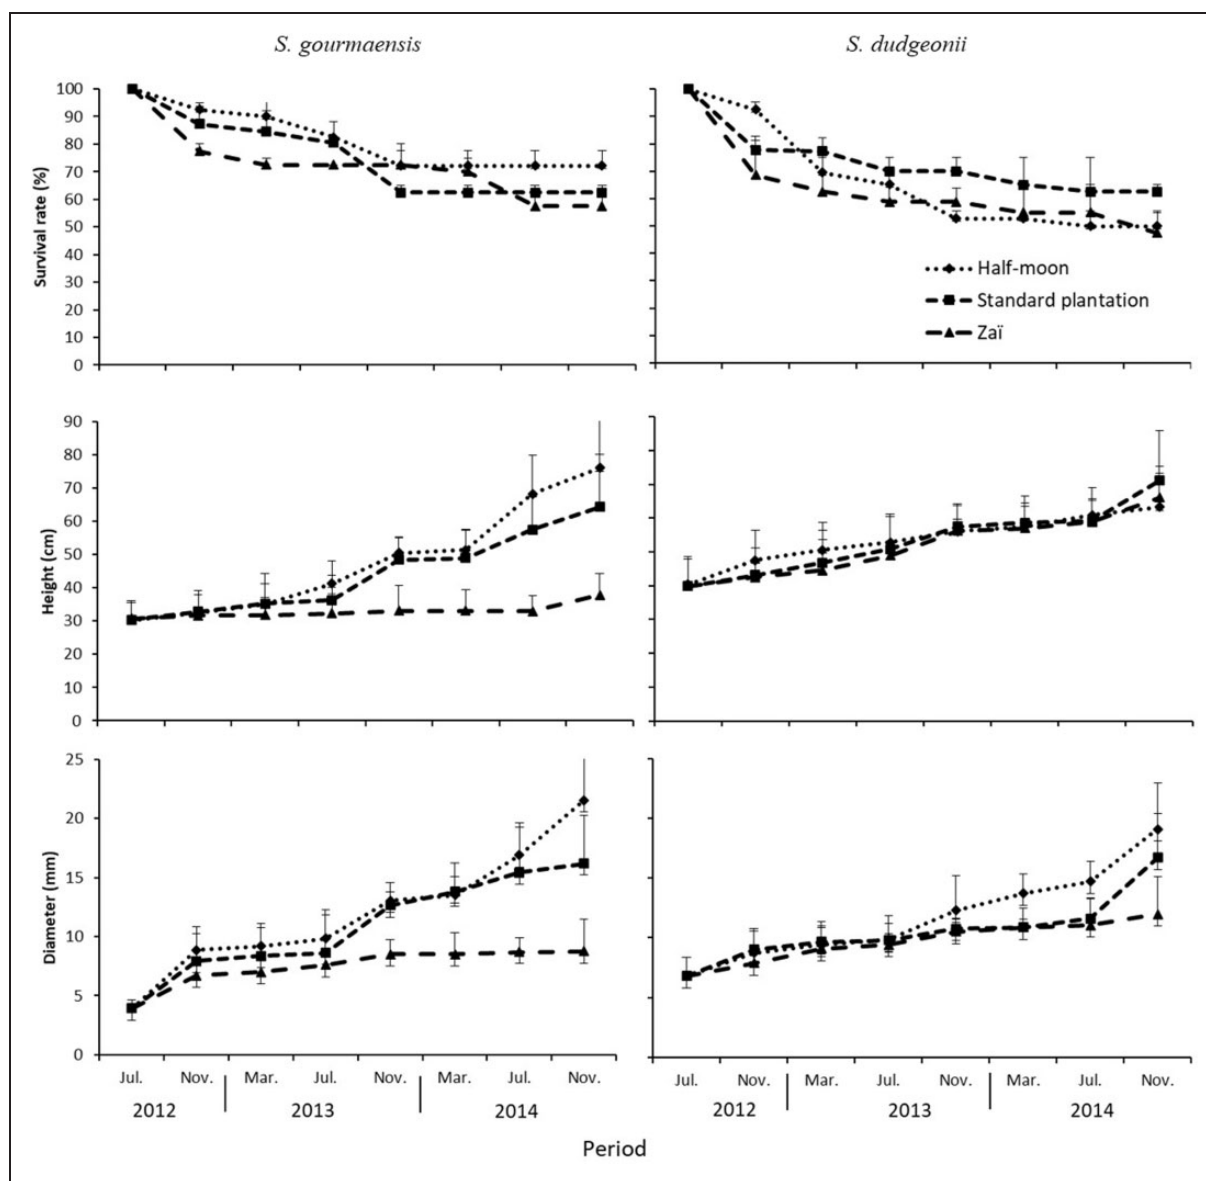 S. gourmaensis
S. dudgeonii
Survival rate (%)
100
90
80
70
60
50
40
30
20
10
0
Half-moon
Standard plantation
Zaï
Height (cm)
90
80
70
60
50
40
30
20
10
0
Diameter (mm)
25
20
15
10
5
0
Jul. Nov. Mar. Jul. Nov. Mar. Jul. Nov.
2012 2013 2014
Jul. Nov. Mar. Jul. Nov. Mar. Jul. Nov.
2012 2013 2014
Period